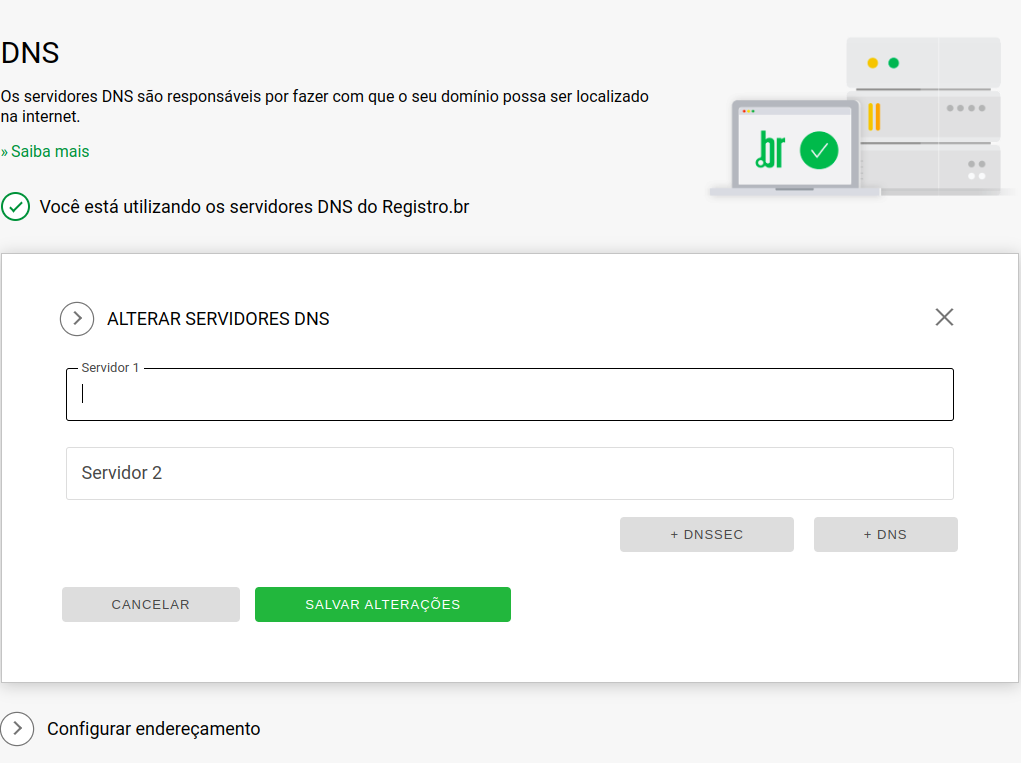 DNS
Os servidores DNS são responsáveis por fazer com que o seu domínio possa ser localizado
na internet.
» Saiba mais
.br
Você está utilizando os servidores DNS do Registro.br
ALTERAR SERVIDORES DNS
Servidor 1
Servidor 2
+ DNSSEC
+ DNS
CANCELAR
SALVAR ALTERAÇÕES
Configurar endereçamento